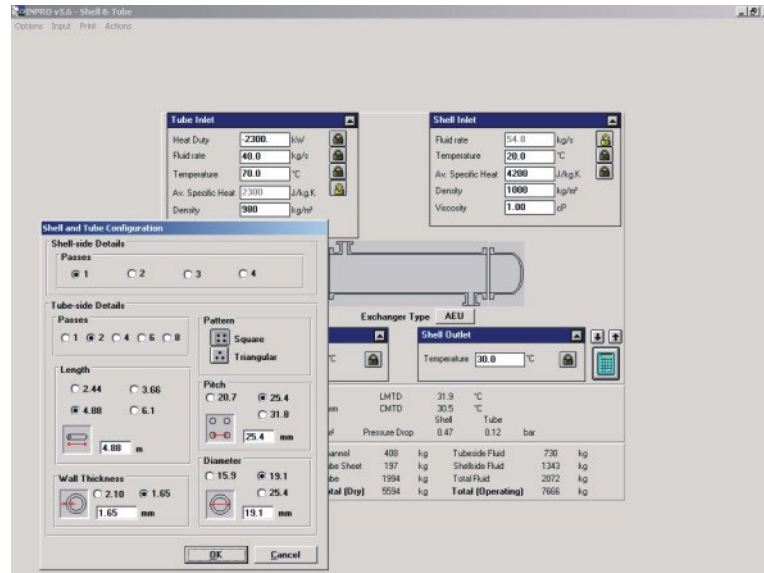 INPRO v5.6 - Shell & Tube
Options Input Print Actions
Tube Inlet
Heat Duty -2300. kW
Fluid rate 40.0 kg/s
Temperature 70.0 °C
Av. Specific Heat 2300 J/kg.K
Density 980 kg/m³
Shell Inlet
Fluid rate 54.8 kg/s
Temperature 20.0 °C
Av. Specific Heat 4200 J/kg.K
Density 1000 kg/m³
Viscosity 1.00 cP
Shell and Tube Configuration
Shell-side Details
Passes
1 2 3 4
Tube-side Details
Passes
1 2 4 6 8
Length
2.44 3.66
4.88 6.1
4.88 m
Wall Thickness
2.10 1.65
1.65 mm
Pattern
Square
Triangular
Pitch
20.7 25.4
31.8
25.4 mm
Diameter
15.9 19.1
25.4
19.1 mm
OK Cancel
Exchanger Type AEU
°C
Shell Outlet
Temperature 30.0 °C
LMTD 31.9 °C
CMTD 30.5 °C
Shell Tube
Pressure Drop 0.47 0.12 bar
annel 408 kg Tubeside Fluid 730 kg
be Sheet 197 kg Shellside Fluid 1343 kg
be 1994 kg Total Fluid 2072 kg
tal (Dry) 5594 kg Total (Operating) 7666 kg